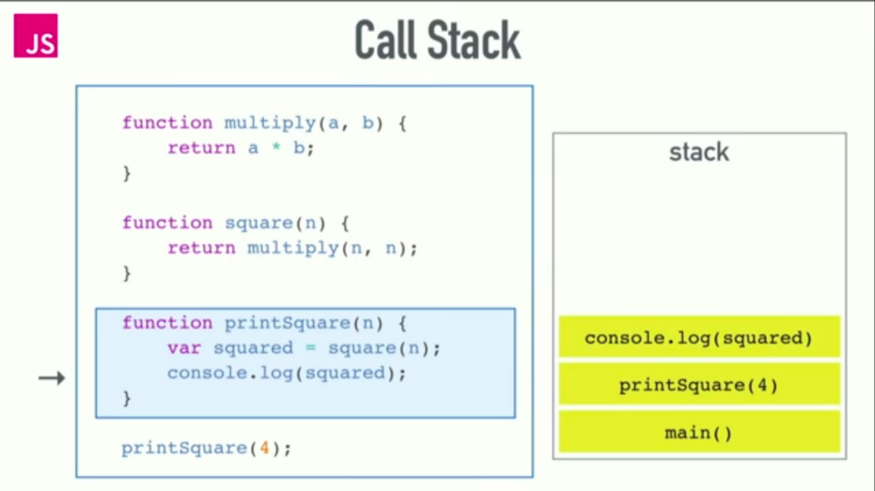 JS
Call Stack
function multiply(a, b) {
    return a * b;
}
function square(n) {
    return multiply(n, n);
}
function printSquare(n) {
    var squared = square(n);
    console.log(squared);
}
printSquare(4);
stack
console.log(squared)
printSquare(4)
main()